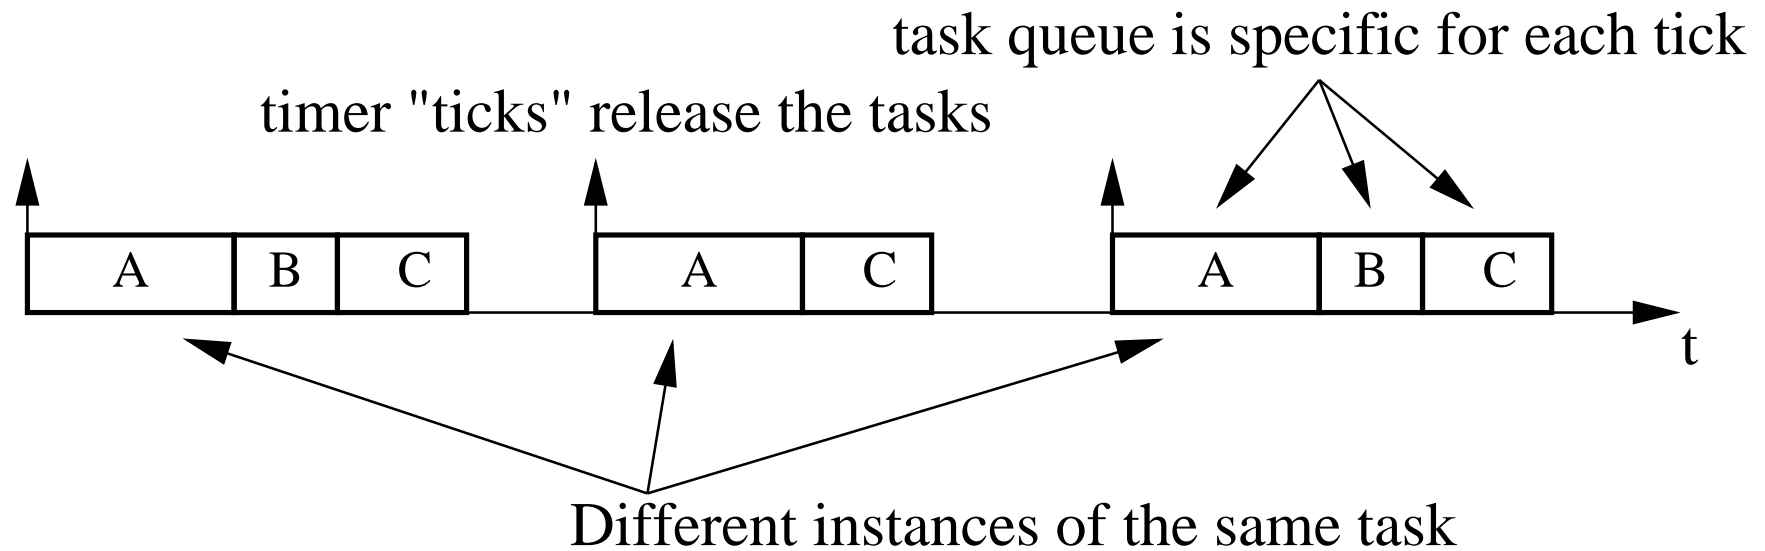 task queue is specific for each tick
timer "ticks" release the tasks
A B C A C A B C
t
Different instances of the same task